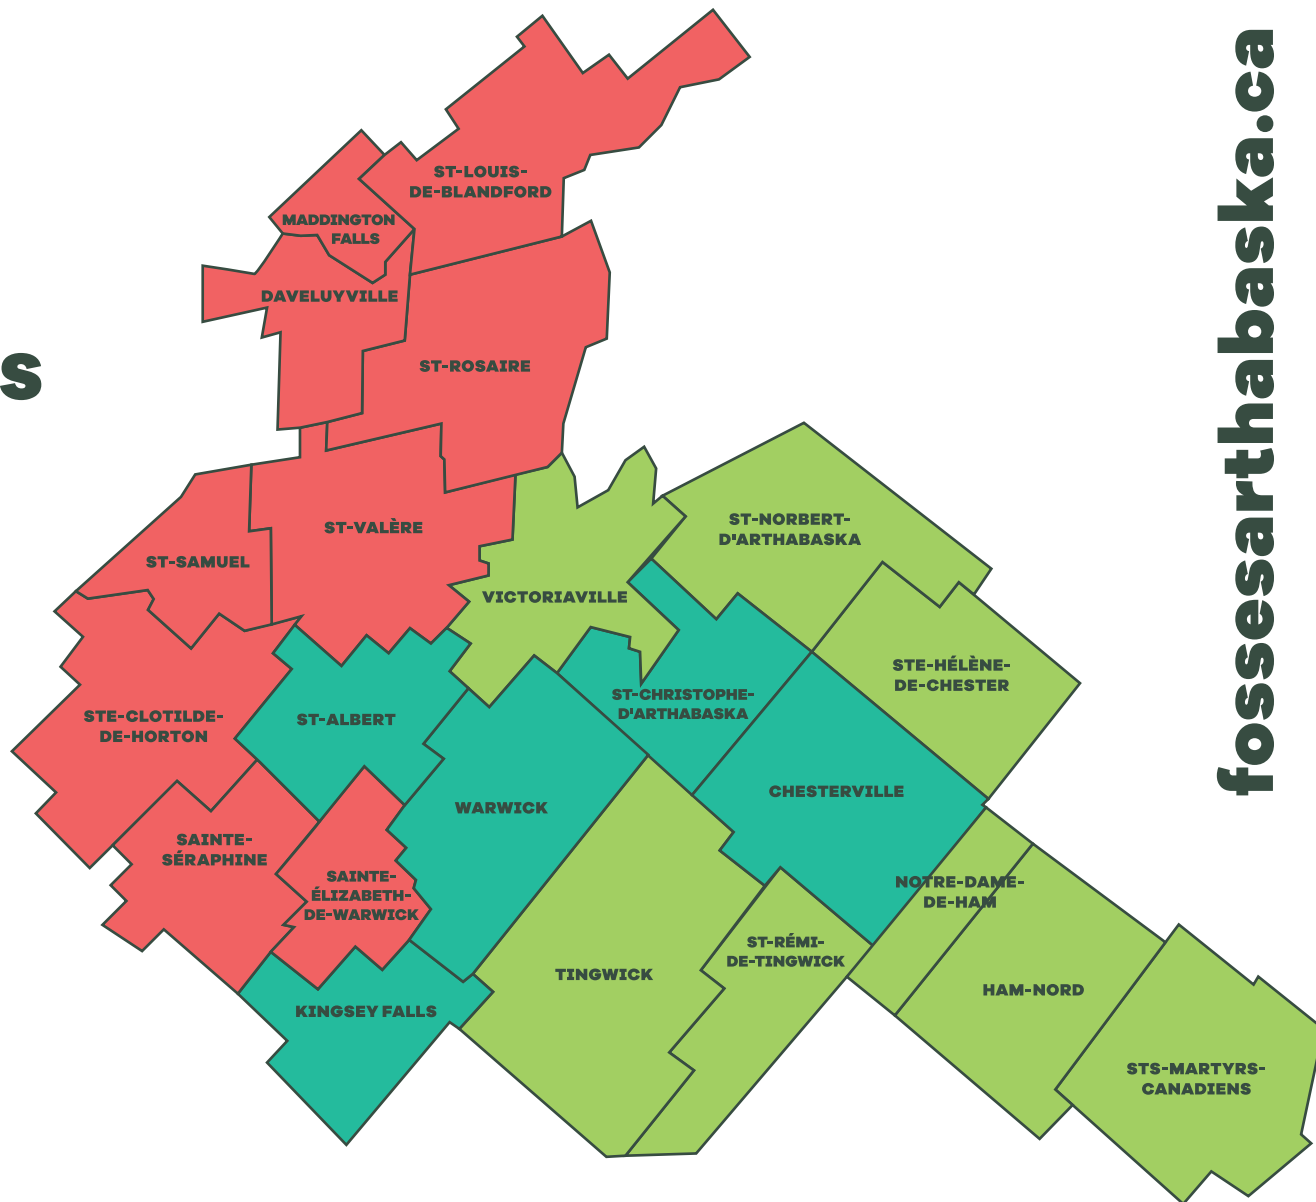 fossesarthabaska.ca
S
ST-LOUIS-
DE-BLANDFORD
MADDINGTON
FALLS
DAVELUYVILLE
ST-ROSAIRE
ST-VALÈRE
ST-SAMUEL
VICTORIAVILLE
ST-NORBERT-
D'ARTHABASKA
STE-HÉLÈNE-
DE-CHESTER
ST-CHRISTOPHE-
D'ARTHABASKA
STE-CLOTILDE-
DE-HORTON
ST-ALBERT
WARWICK
CHESTERVILLE
SAINTE-
SÉRAPHINE
SAINTE-
ÉLIZABETH-
DE-WARWICK
NOTRE-DAME-
DE-HAM
ST-RÉMI-
DE-TINGWICK
TINGWICK
HAM-NORD
KINGSEY FALLS
STS-MARTYRS-
CANADIENS